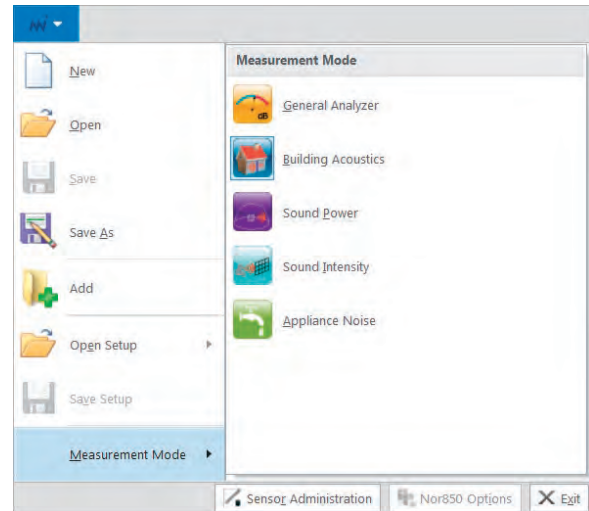 New
Open
Save
Save As
Add
Open Setup
Save Setup
Measurement Mode
Measurement Mode
General Analyzer
dB
Building Acoustics
Sound Power
Sound Intensity
Appliance Noise
Sensor Administration
Nor850 Options
Exit